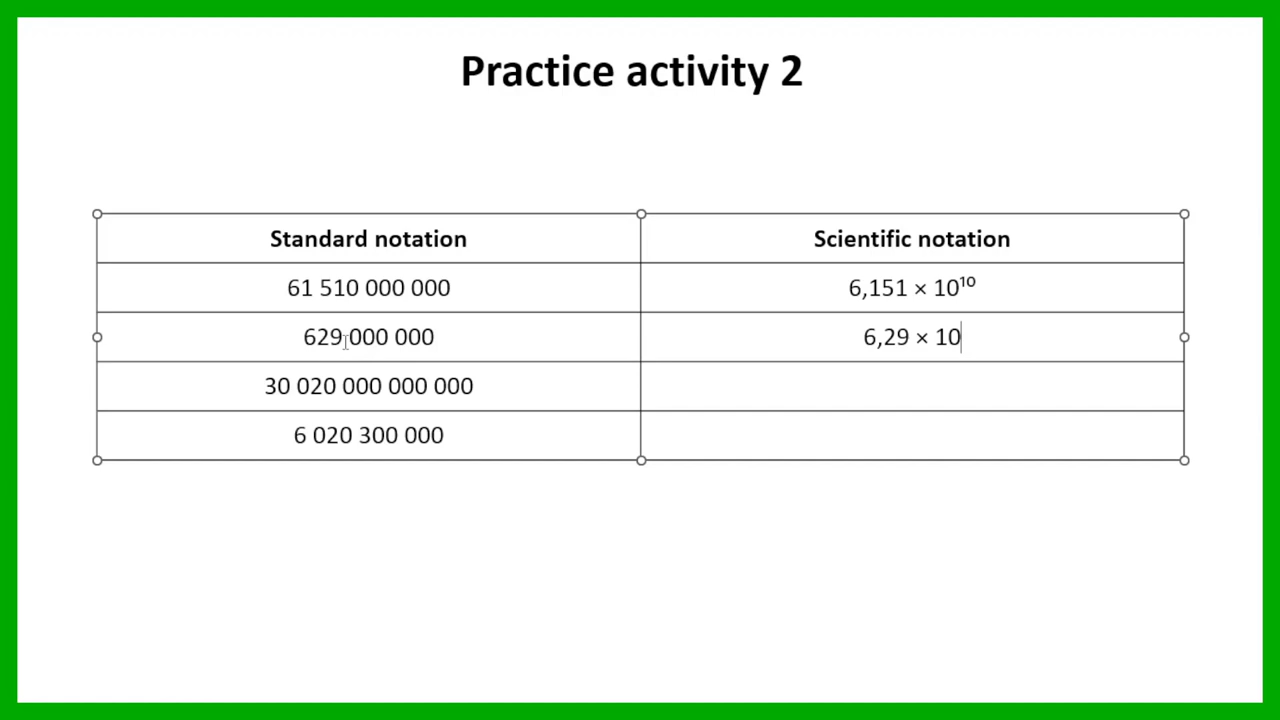 Practice activity 2
Standard notation Scientific notation
61 510 000 000 6,151 × 10¹⁰
629 000 000 6,29 × 10
30 020 000 000 000
6 020 300 000